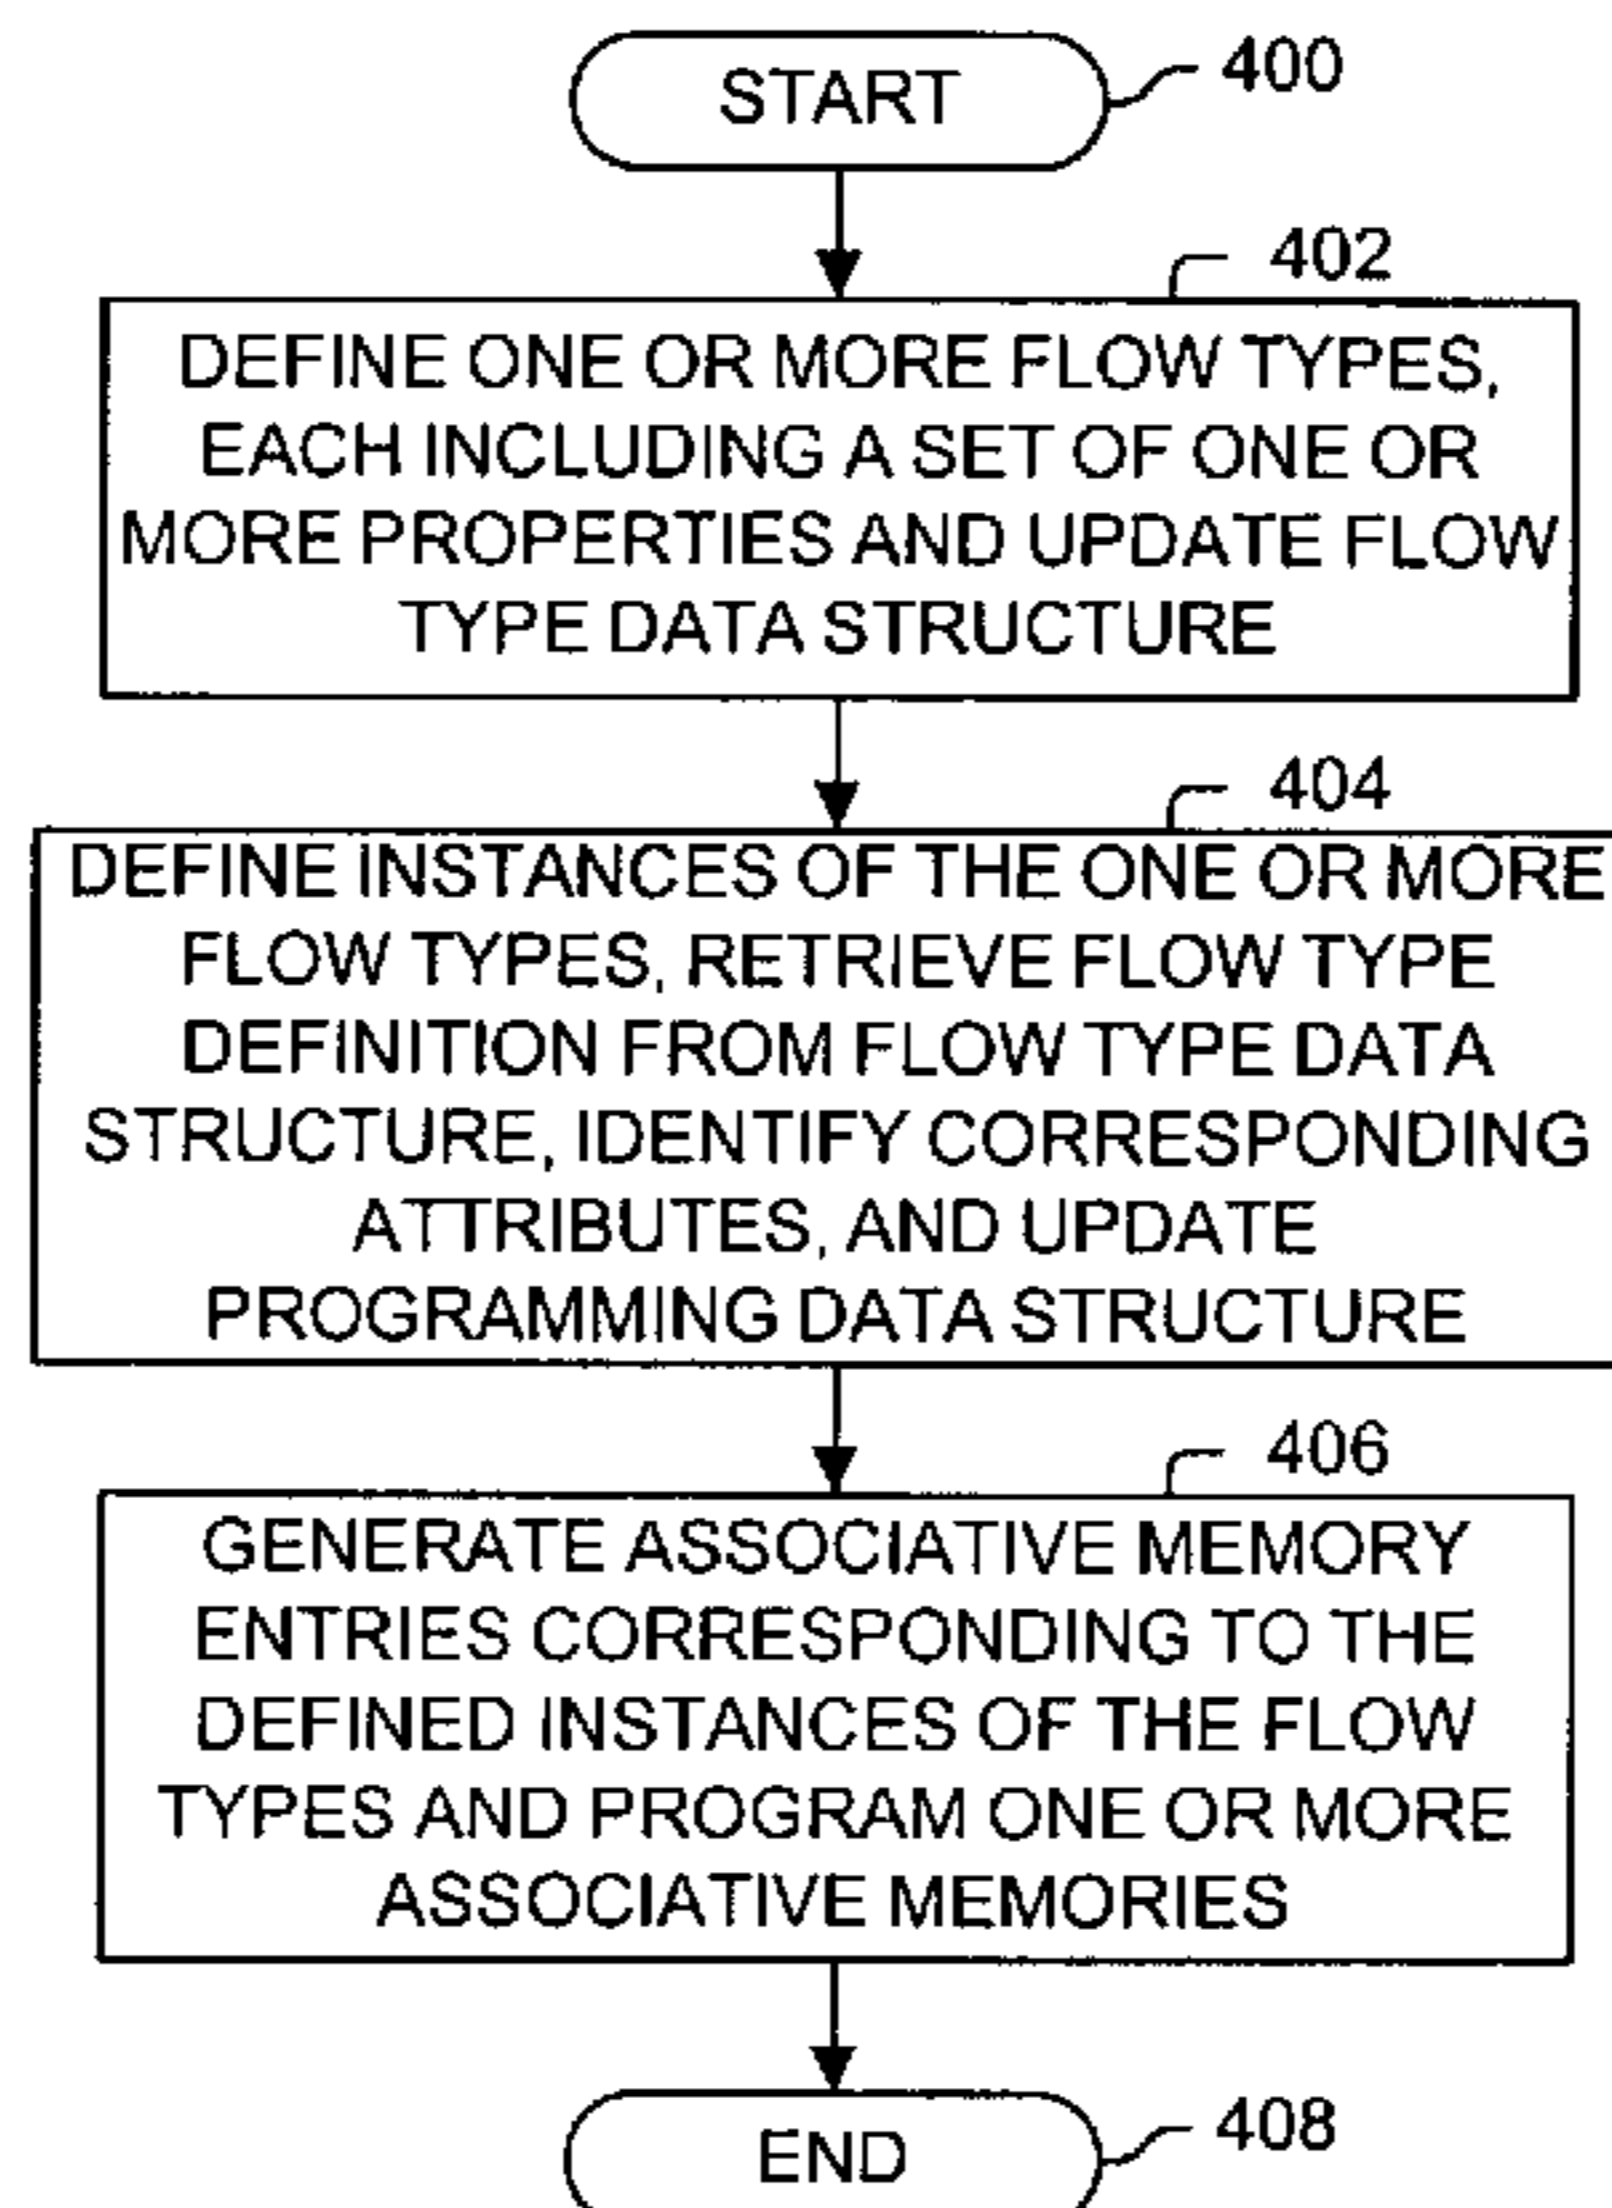 START
400
402
DEFINE ONE OR MORE FLOW TYPES,
EACH INCLUDING A SET OF ONE OR
MORE PROPERTIES AND UPDATE FLOW
TYPE DATA STRUCTURE
404
DEFINE INSTANCES OF THE ONE OR MORE
FLOW TYPES, RETRIEVE FLOW TYPE
DEFINITION FROM FLOW TYPE DATA
STRUCTURE, IDENTIFY CORRESPONDING
ATTRIBUTES, AND UPDATE
PROGRAMMING DATA STRUCTURE
406
GENERATE ASSOCIATIVE MEMORY
ENTRIES CORRESPONDING TO THE
DEFINED INSTANCES OF THE FLOW
TYPES AND PROGRAM ONE OR MORE
ASSOCIATIVE MEMORIES
END
408